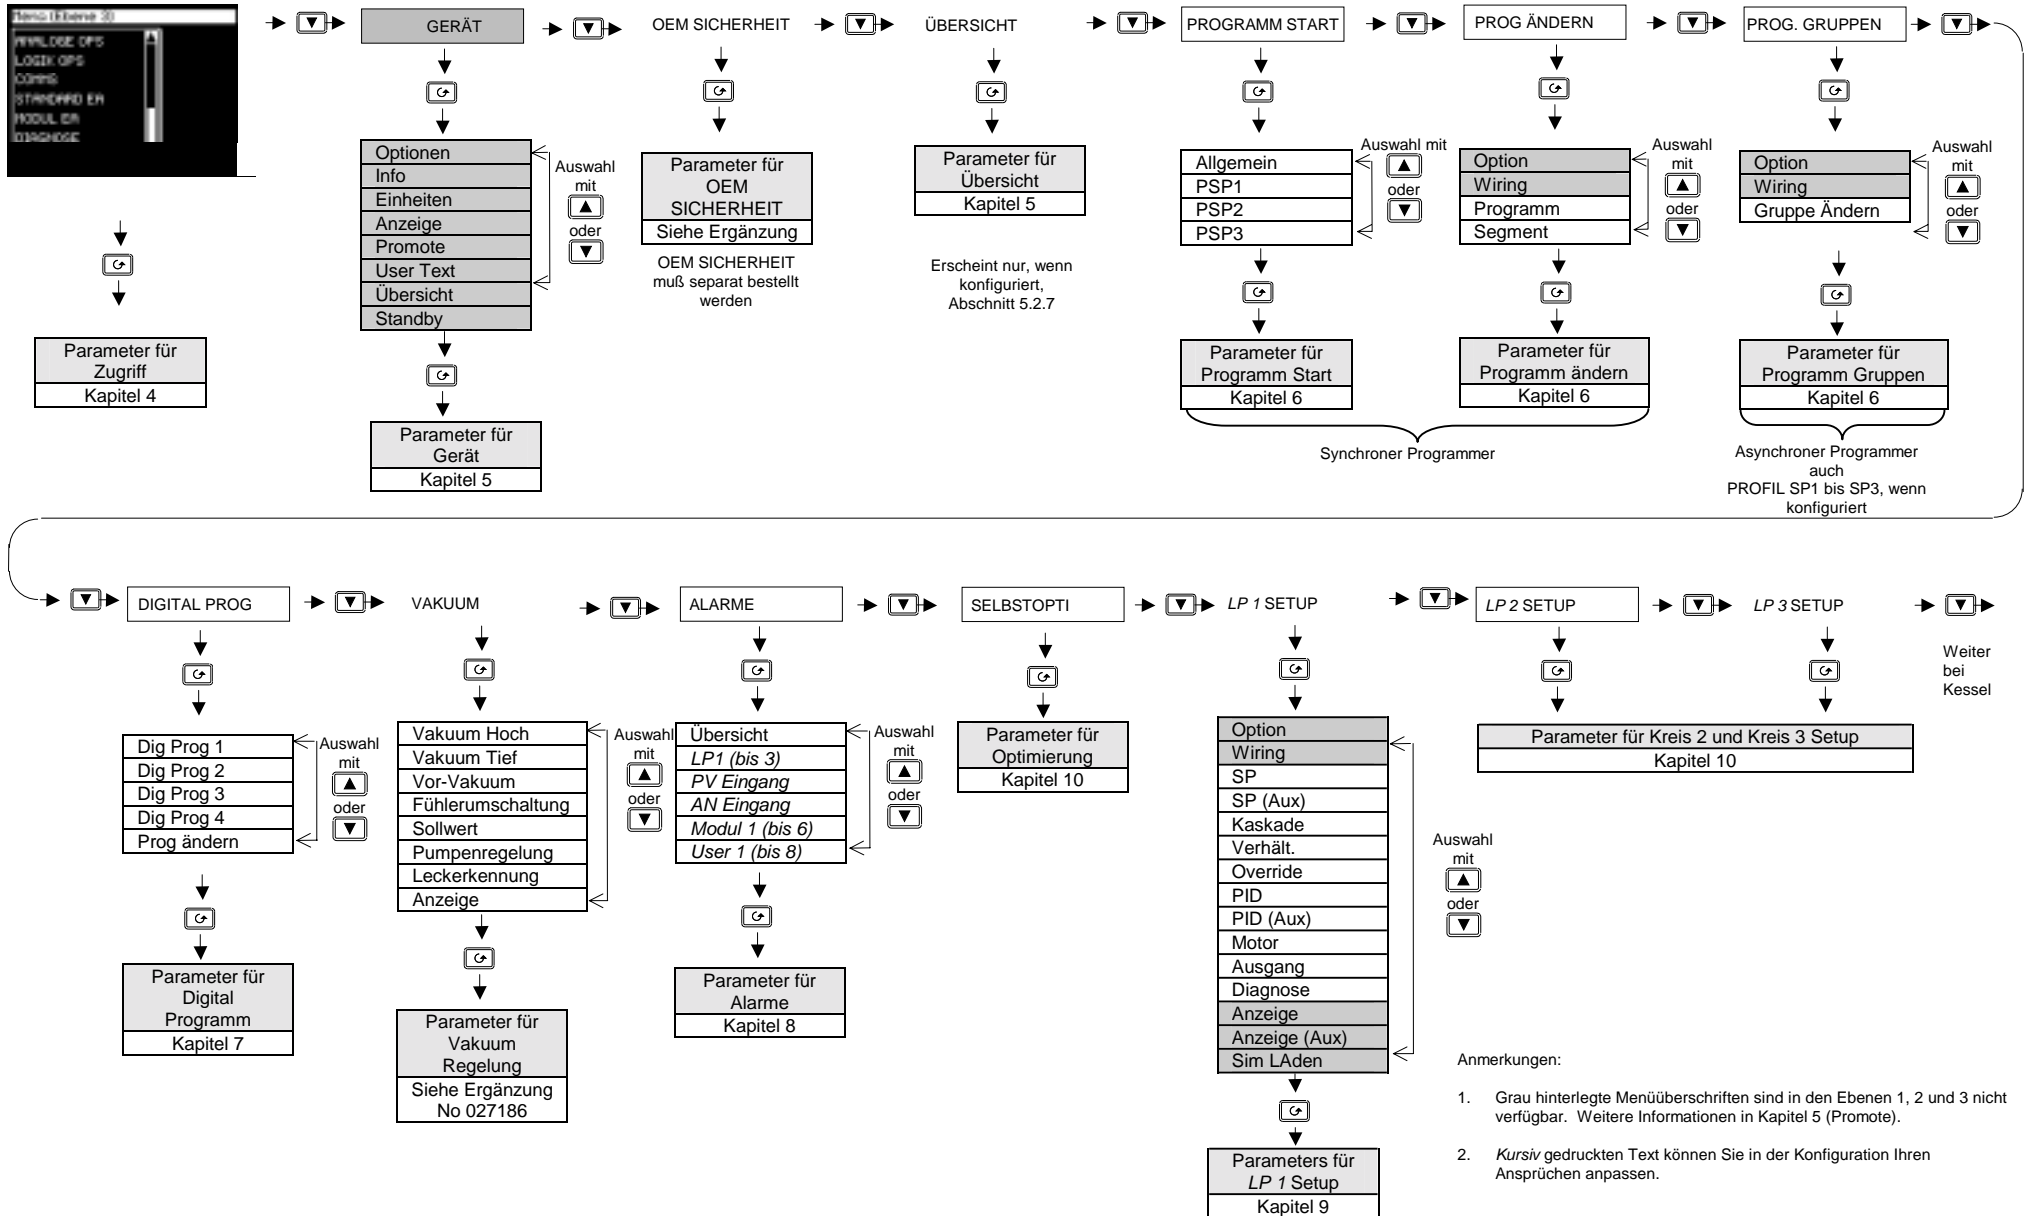 Menü (Ebene 3)
ANALOGE OPS
LOGIK OPS
COMMS
STANDARD EA
MODUL EA
DIAGNOSE
Parameter für
Zugriff
Kapitel 4
GERÄT
Optionen
Info
Einheiten
Anzeige
Promote
User Text
Übersicht
Standby
Auswahl
mit
oder
Parameter für
Gerät
Kapitel 5
OEM SICHERHEIT
Parameter für
OEM
SICHERHEIT
Siehe Ergänzung
OEM SICHERHEIT
muß separat bestellt
werden
ÜBERSICHT
Parameter für
Übersicht
Kapitel 5
Erscheint nur, wenn
konfiguriert,
Abschnitt 5.2.7
PROGRAMM START
Allgemein
PSP1
PSP2
PSP3
Auswahl mit
oder
Parameter für
Programm Start
Kapitel 6
PROG ÄNDERN
Option
Wiring
Programm
Segment
Auswahl
mit
oder
Parameter für
Programm ändern
Kapitel 6
Synchroner Programmer
PROG. GRUPPEN
Option
Wiring
Gruppe Ändern
Auswahl
mit
oder
Parameter für
Programm Gruppen
Kapitel 6
Asynchroner Programmer
auch
PROFIL SP1 bis SP3, wenn
konfiguriert
DIGITAL PROG
Dig Prog 1
Dig Prog 2
Dig Prog 3
Dig Prog 4
Prog ändern
Auswahl
mit
oder
Parameter für
Digital
Programm
Kapitel 7
VAKUUM
Vakuum Hoch
Vakuum Tief
Vor-Vakuum
Fühlerumschaltung
Sollwert
Pumpenregelung
Leckerkennung
Anzeige
Auswahl
mit
oder
Parameter für
Vakuum
Regelung
Siehe Ergänzung
No 027186
ALARME
Übersicht
LP1 (bis 3)
PV Eingang
AN Eingang
Modul 1 (bis 6)
User 1 (bis 8)
Auswahl
mit
oder
Parameter für
Alarme
Kapitel 8
SELBSTOPTI
Parameter für
Optimierung
Kapitel 10
LP 1 SETUP
Option
Wiring
SP
SP (Aux)
Kaskade
Verhält.
Override
PID
PID (Aux)
Motor
Ausgang
Diagnose
Anzeige
Anzeige (Aux)
Sim LAden
Auswahl
mit
oder
Parameters für
LP 1 Setup
Kapitel 9
LP 2 SETUP
LP 3 SETUP
Parameter für Kreis 2 und Kreis 3 Setup
Kapitel 10
Weiter
bei
Kessel
Anmerkungen:
1. Grau hinterlegte Menüüberschriften sind in den Ebenen 1, 2 und 3 nicht
verfügbar. Weitere Informationen in Kapitel 5 (Promote).
2. Kursiv gedruckten Text können Sie in der Konfiguration Ihren
Ansprüchen anpassen.